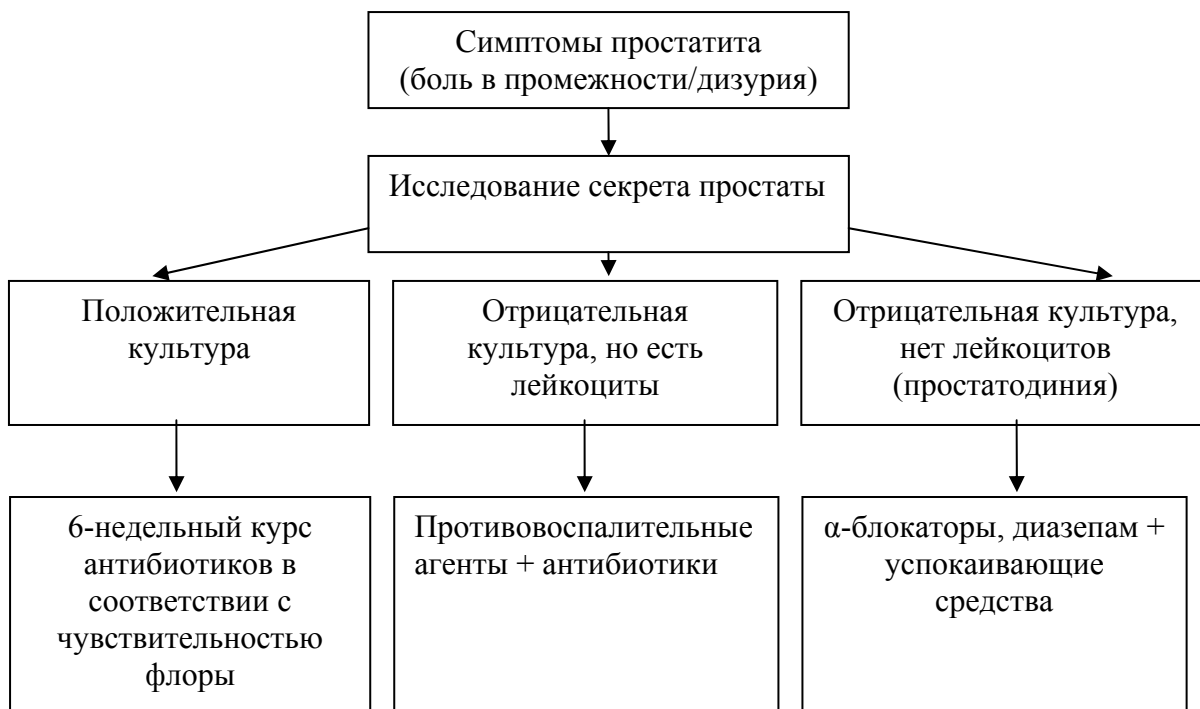 Симптомы простатита
(боль в промежности/дизурия)
Исследование секрета простаты
Положительная
культура
Отрицательная
культура, но есть
лейкоциты
Отрицательная культура,
нет лейкоцитов
(простатодиния)
6-недельный курс
антибиотиков в
соответствии с
чувствительностью
флоры
Противовоспалительные
агенты + антибиотики
α-блокаторы, диазепам +
успокаивающие
средства